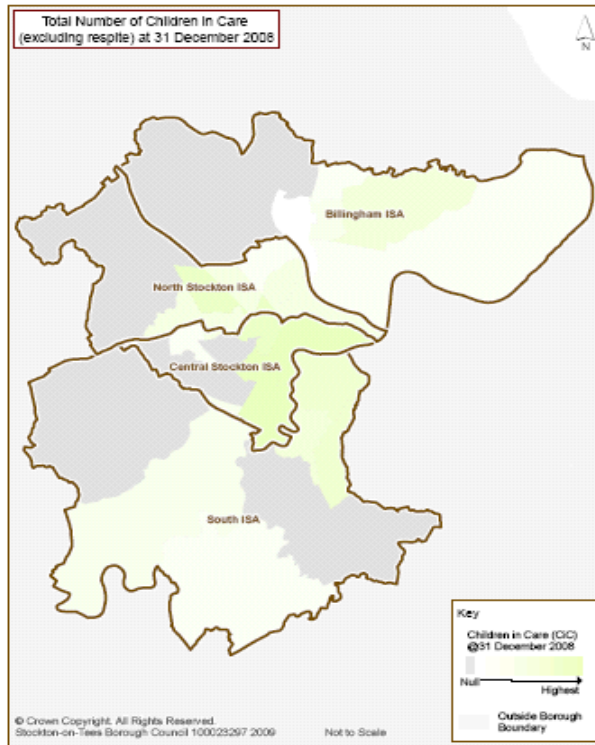 Total Number of Children in Care
(excluding respite) at 31 December 2008
N
Billingham ISA
North Stockton ISA
Central Stockton ISA
South ISA
Key
Children in Care (CiC)
@31 December 2008
Null
Highest
Outside Borough
Boundary
© Crown Copyright. All Rights Reserved.
Stockton-on-Tees Borough Council 100023297 2009
Not to Scale